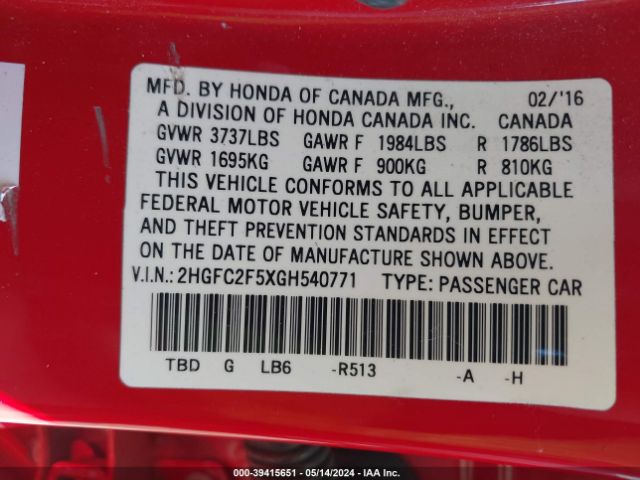 MFD. BY HONDA OF CANADA MFG., 02/'16
A DIVISION OF HONDA CANADA INC. CANADA
GVWR 3737LBS GAWR F 1984LBS R 1786LBS
GVWR 1695KG GAWR F 900KG R 810KG
THIS VEHICLE CONFORMS TO ALL APPLICABLE
FEDERAL MOTOR VEHICLE SAFETY, BUMPER,
AND THEFT PREVENTION STANDARDS IN EFFECT
ON THE DATE OF MANUFACTURE SHOWN ABOVE.
V.I.N.: 2HGFC2F5XGH540771 TYPE: PASSENGER CAR
TBD G LB6 -R513 -A -H
000-39415651 - 05/14/2024 - IAA Inc.